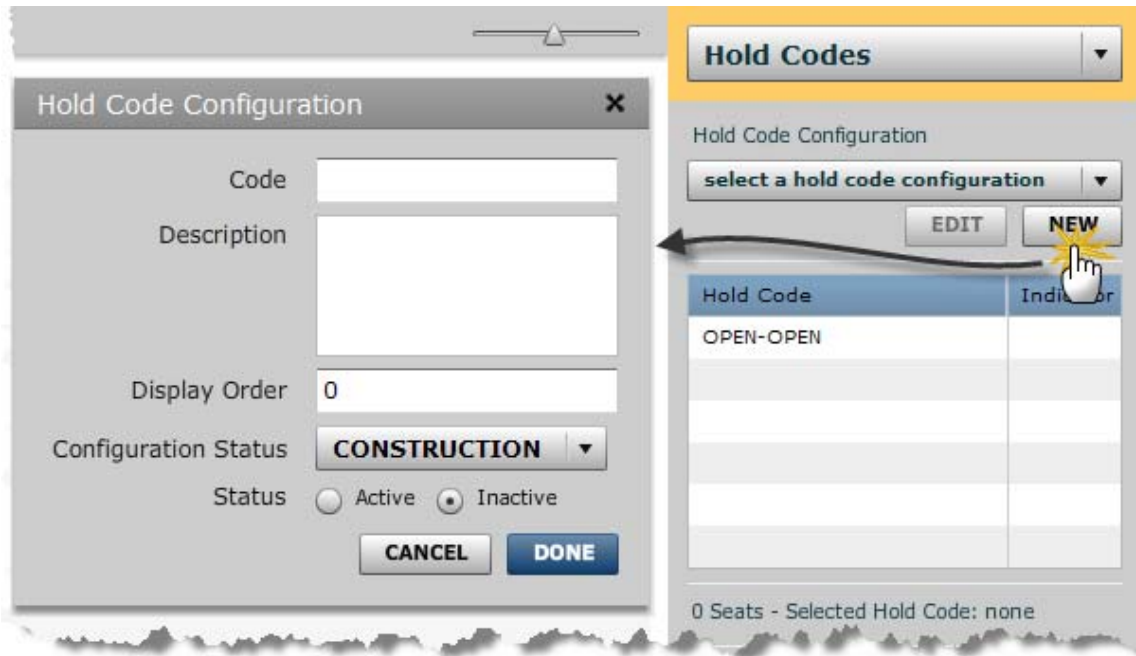 Hold Code Configuration
Code
Description
Display Order 0
Configuration Status CONSTRUCTION
Status Active Inactive
CANCEL DONE
Hold Codes
Hold Code Configuration
select a hold code configuration
EDIT NEW
Hold Code
OPEN-OPEN
0 Seats - Selected Hold Code: none